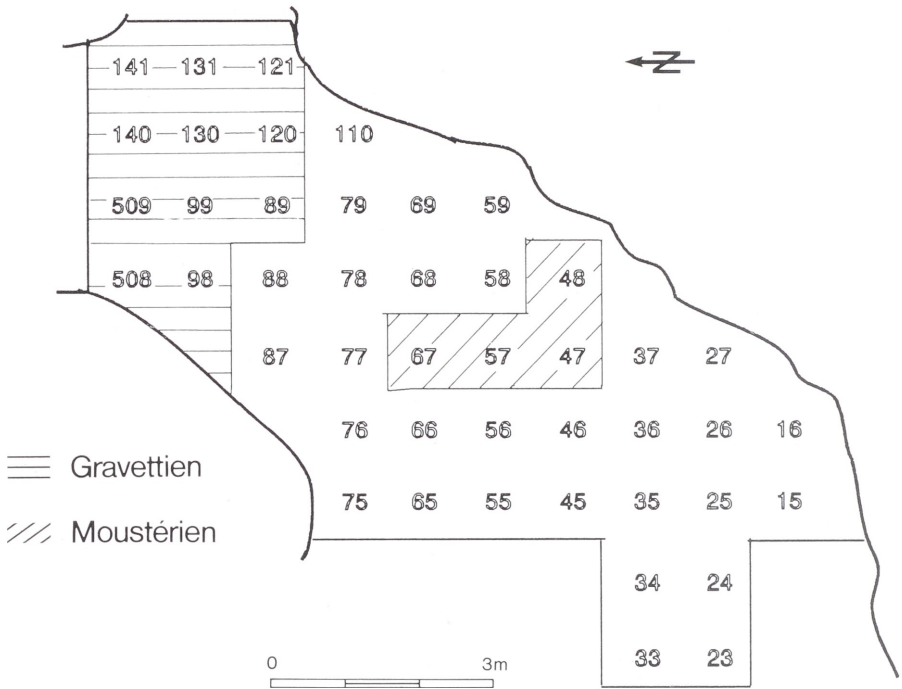 141 131 121
N
140 130 120 110
509 99 89 79 69 59
508 98 88 78 68 58 48
87 77 67 57 47 37 27
76 66 56 46 36 26 16
Gravettien
75 65 55 45 35 25 15
Moustérien
34 24
0 3m
33 23